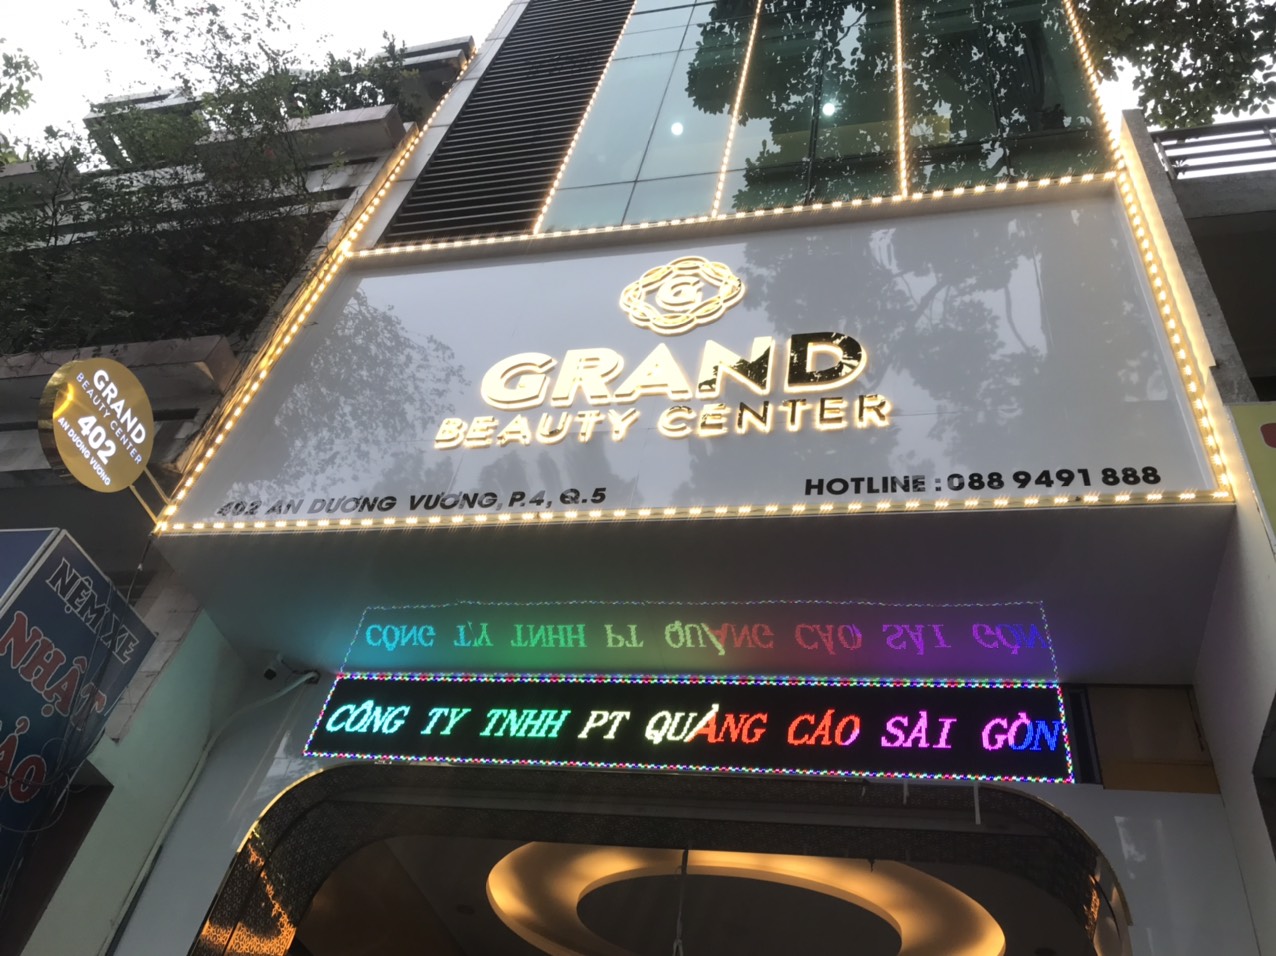 G
GRAND
BEAUTY CENTER
402 AN DƯƠNG VƯƠNG, P.4, Q.5
HOTLINE : 088 9491 888
GRAND
BEAUTY CENTER
402
AN DƯƠNG VƯƠNG
CÔNG TY TNHH PT QUẢNG CÁO SÀI GÒN
NỆM XE
NHẬT